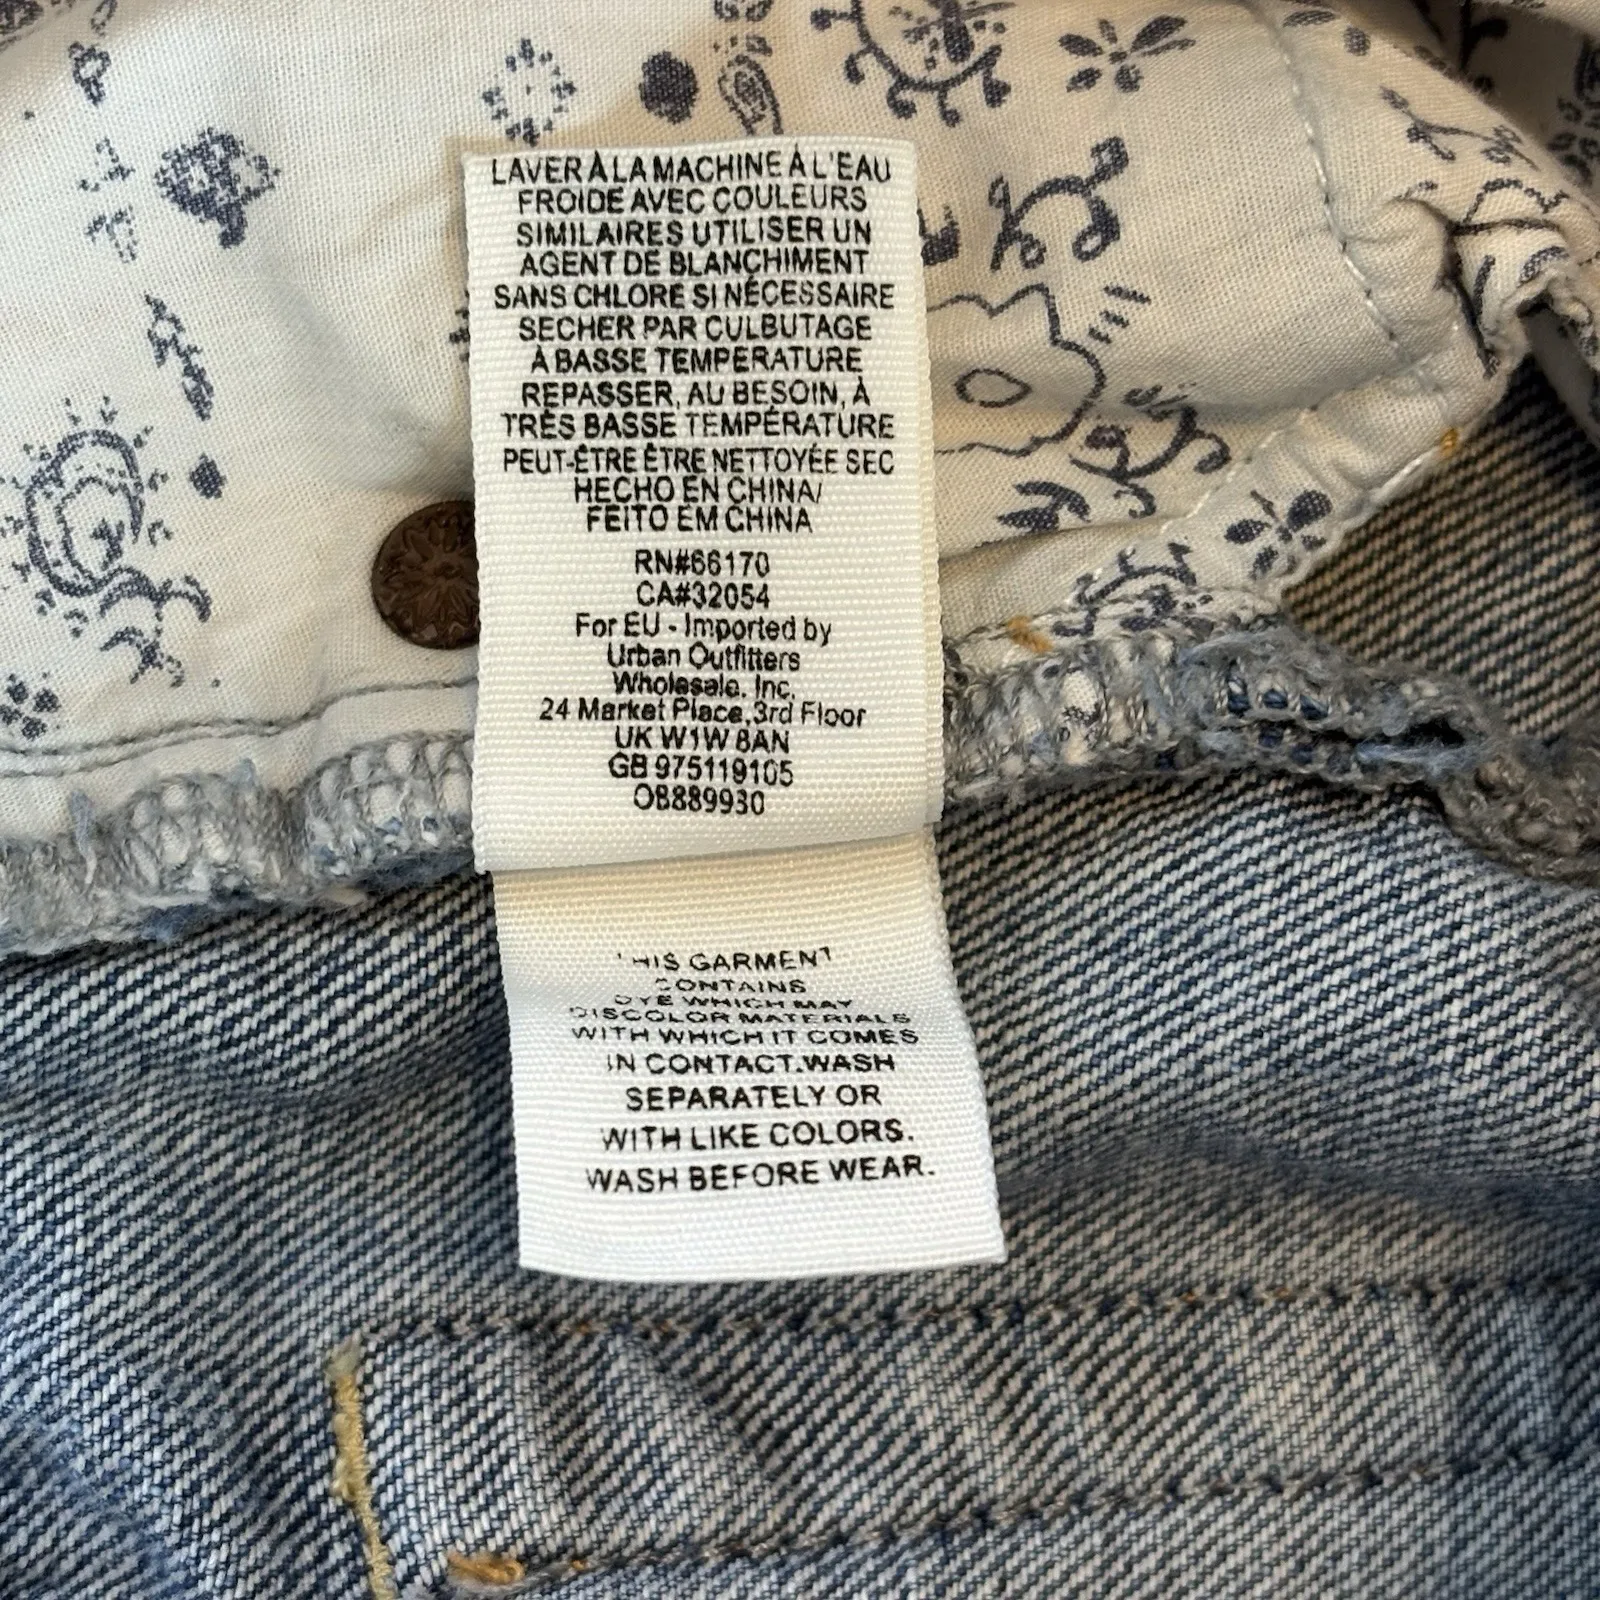 LAVER À LA MACHINE À L'EAU
FROIDE AVEC COULEURS
SIMILAIRES UTILISER UN
AGENT DE BLANCHIMENT
SANS CHLORE SI NÉCESSAIRE
SECHER PAR CULBUTAGE
À BASSE TEMPERATURE
REPASSER, AU BESOIN, À
TRÈS BASSE TEMPÉRATURE
PEUT-ÊTRE ÊTRE NETTOYÉE SEC
HECHO EN CHINA/
FEITO EM CHINA
RN#66170
CA#32054
For EU - Imported by
Urban Outfitters
Wholesale, Inc.
24 Market Place,3rd Floor
UK W1W 8AN
GB 975119105
OB889930
THIS GARMENT
CONTAINS
DYE WHICH MAY
DISCOLOR MATERIALS
WITH WHICH IT COMES
IN CONTACT.WASH
SEPARATELY OR
WITH LIKE COLORS.
WASH BEFORE WEAR.